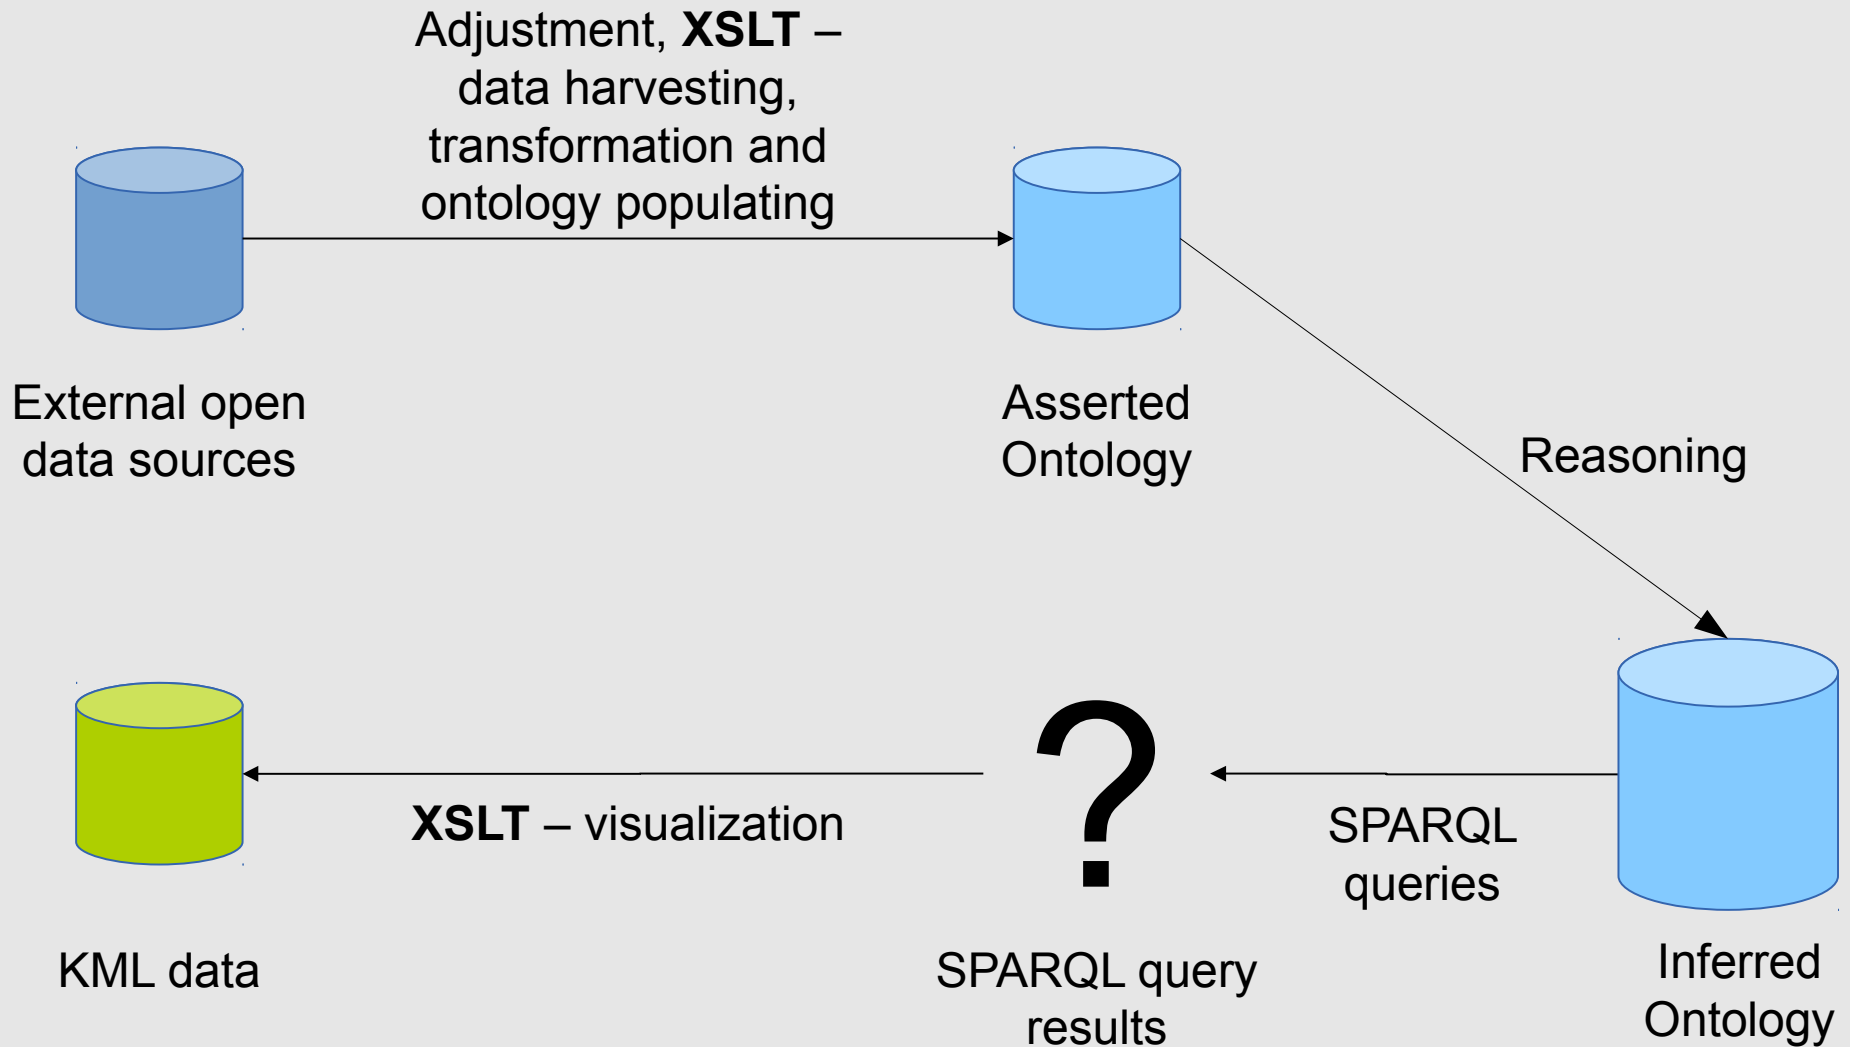 Adjustment, XSLT –
data harvesting,
transformation and
ontology populating
External open
data sources
Asserted
Ontology
Reasoning
?
XSLT – visualization
SPARQL
queries
KML data
SPARQL query
results
Inferred
Ontology